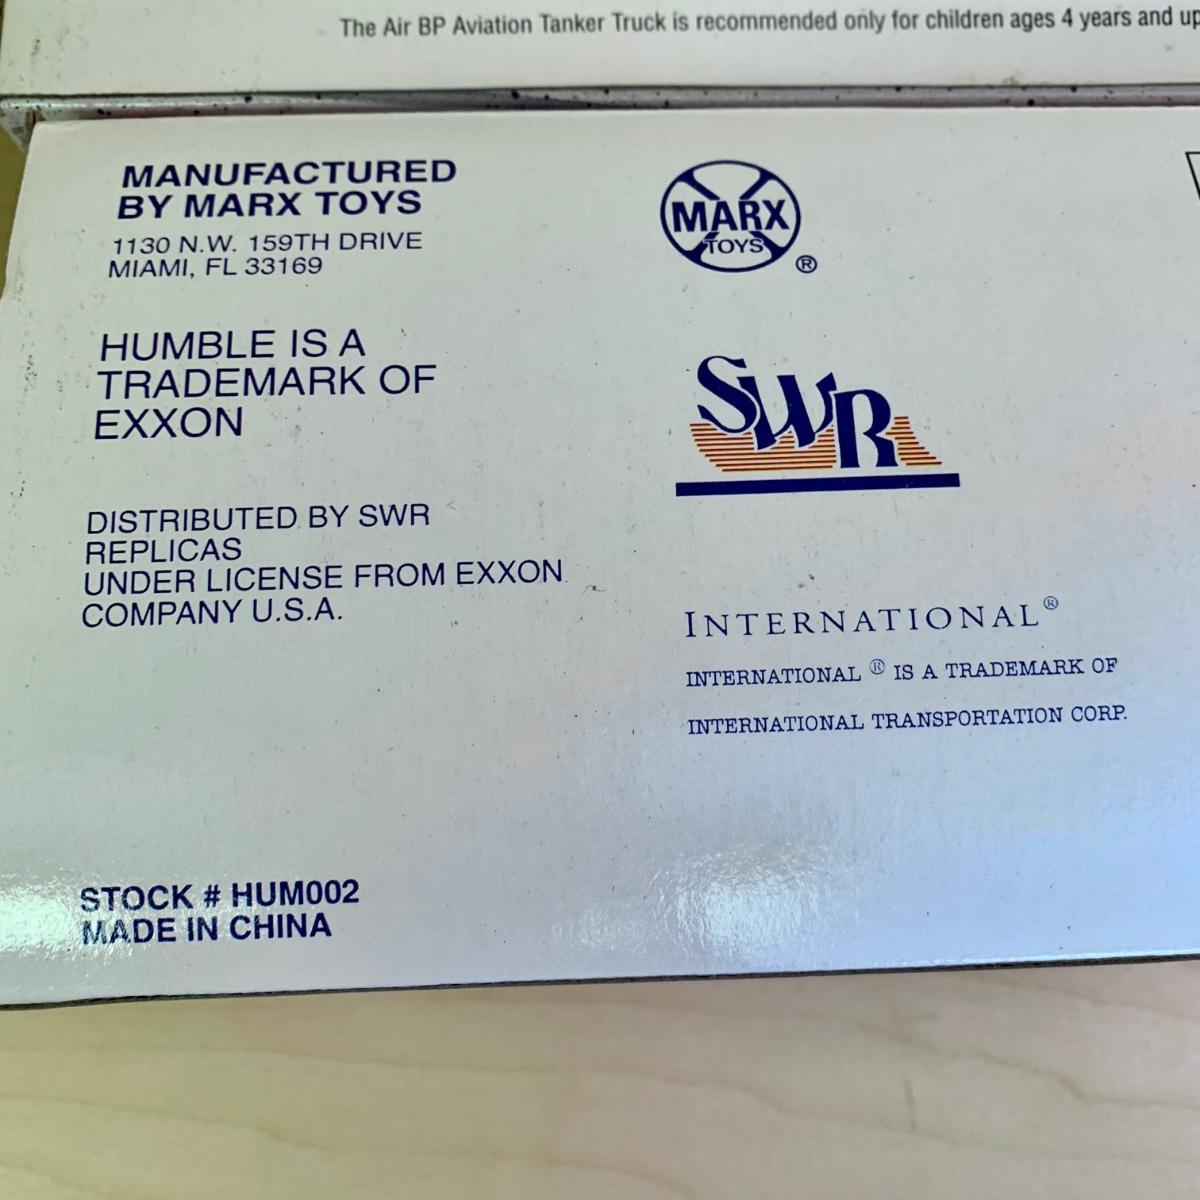 The Air BP Aviation Tanker Truck is recommended only for children ages 4 years and up
MANUFACTURED
BY MARX TOYS
1130 N.W. 159TH DRIVE
MIAMI, FL 33169
HUMBLE IS A
TRADEMARK OF
EXXON
DISTRIBUTED BY SWR
REPLICAS
UNDER LICENSE FROM EXXON
COMPANY U.S.A.
STOCK # HUM002
MADE IN CHINA
MARX
TOYS
®
SWR
INTERNATIONAL®
INTERNATIONAL ® IS A TRADEMARK OF
INTERNATIONAL TRANSPORTATION CORP.